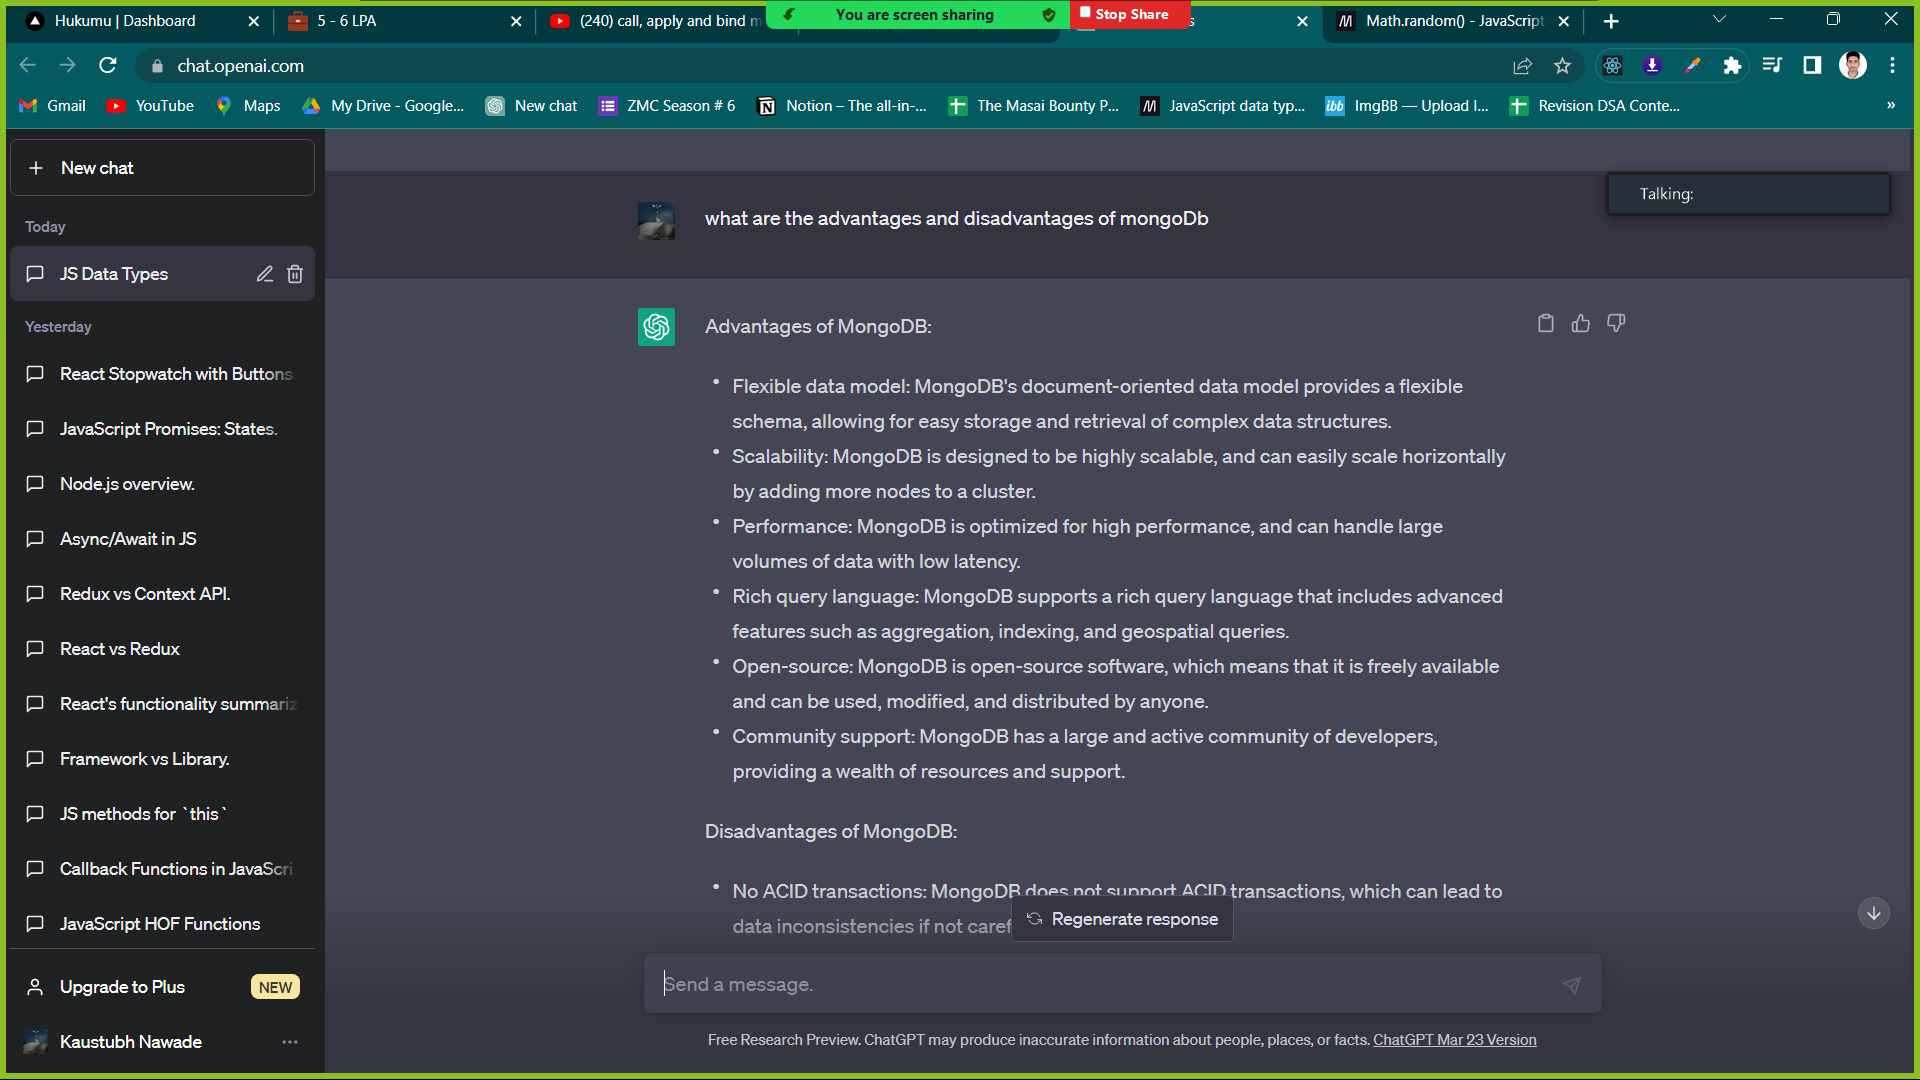 Hukumu | Dashboard
5 - 6 LPA
(240) call, apply and bind m
You are screen sharing
Stop Share
s
Math.random() - JavaScript
chat.openai.com
Gmail
YouTube
Maps
My Drive - Google...
New chat
ZMC Season # 6
Notion – The all-in-...
The Masai Bounty P...
JavaScript data typ...
ibb
ImgBB — Upload I...
Revision DSA Conte...
»
New chat
Talking:
Today
JS Data Types
Yesterday
React Stopwatch with Buttons
JavaScript Promises: States.
Node.js overview.
Async/Await in JS
Redux vs Context API.
React vs Redux
React's functionality summariz
Framework vs Library.
JS methods for `this`
Callback Functions in JavaScri
JavaScript HOF Functions
Upgrade to Plus
NEW
Kaustubh Nawade
what are the advantages and disadvantages of mongoDb
Advantages of MongoDB:
• Flexible data model: MongoDB's document-oriented data model provides a flexible
schema, allowing for easy storage and retrieval of complex data structures.
• Scalability: MongoDB is designed to be highly scalable, and can easily scale horizontally
by adding more nodes to a cluster.
• Performance: MongoDB is optimized for high performance, and can handle large
volumes of data with low latency.
• Rich query language: MongoDB supports a rich query language that includes advanced
features such as aggregation, indexing, and geospatial queries.
• Open-source: MongoDB is open-source software, which means that it is freely available
and can be used, modified, and distributed by anyone.
• Community support: MongoDB has a large and active community of developers,
providing a wealth of resources and support.
Disadvantages of MongoDB:
• No ACID transactions: MongoDB does not support ACID transactions, which can lead to
data inconsistencies if not caref
Regenerate response
Send a message.
Free Research Preview. ChatGPT may produce inaccurate information about people, places, or facts. ChatGPT Mar 23 Version